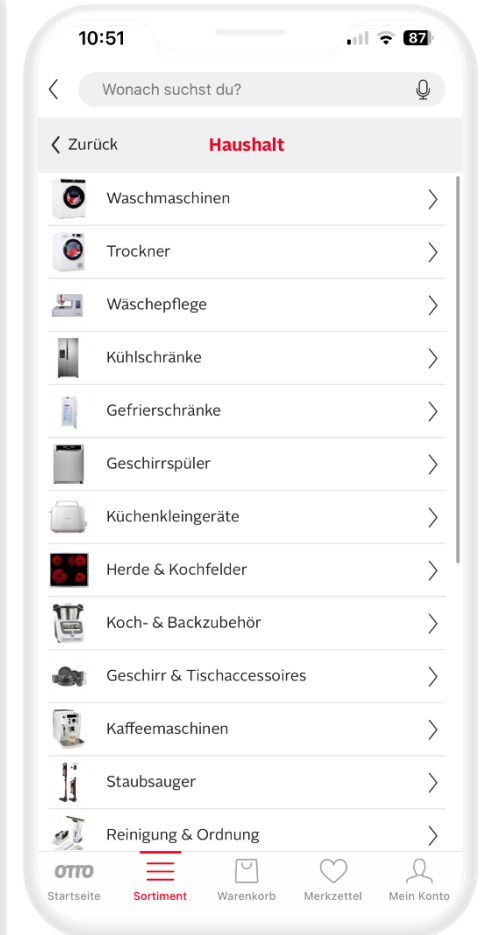 10:51
87
Wonach suchst du?
Zurück
Haushalt
Waschmaschinen
Trockner
Wäschepflege
Kühlschränke
Gefrierschränke
Geschirrspüler
Küchenkleingeräte
Herde & Kochfelder
Koch- & Backzubehör
Geschirr & Tischaccessoires
Kaffeemaschinen
Staubsauger
Reinigung & Ordnung
OTTO
Startseite
Sortiment
Warenkorb
Merkzettel
Mein Konto